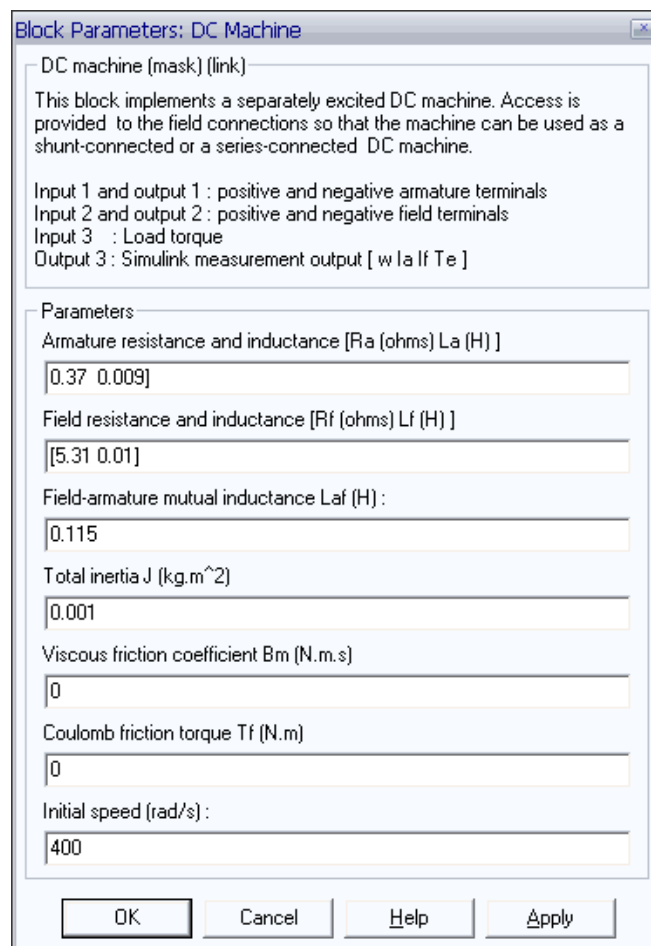 Block Parameters: DC Machine
DC machine (mask) (link)
This block implements a separately excited DC machine. Access is
provided  to the field connections so that the machine can be used as a
shunt-connected or a series-connected  DC machine.
Input 1 and output 1 : positive and negative armature terminals
Input 2 and output 2 : positive and negative field terminals
Input 3   : Load torque
Output 3 : Simulink measurement output [ w Ia If Te ]
Parameters
Armature resistance and inductance [Ra (ohms) La (H) ]
[0.37  0.009]
Field resistance and inductance [Rf (ohms) Lf (H) ]
[5.31 0.01]
Field-armature mutual inductance Laf (H) :
0.115
Total inertia J (kg.m^2)
0.001
Viscous friction coefficient Bm (N.m.s)
0
Coulomb friction torque Tf (N.m)
0
Initial speed (rad/s) :
400
OK Cancel Help Apply